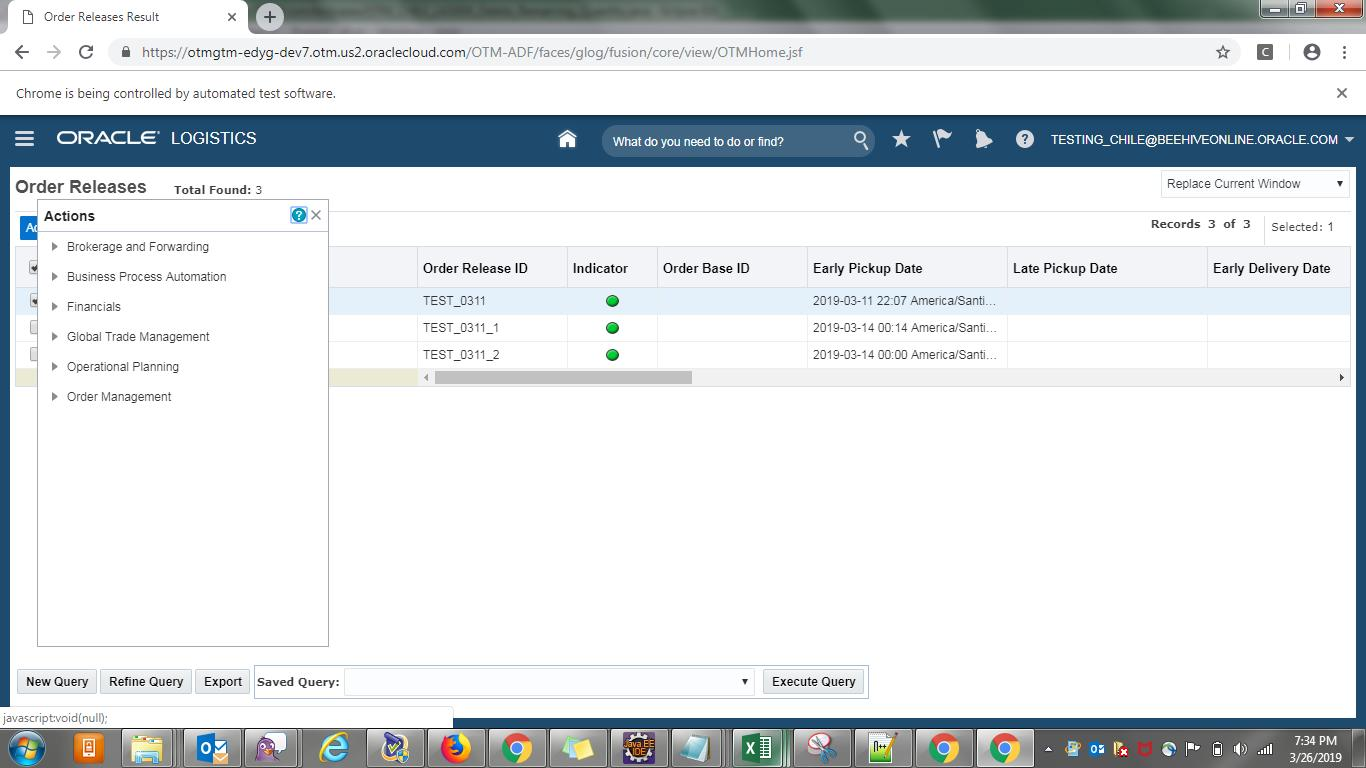 Order Releases Result
https://otmgtm-edyg-dev7.otm.us2.oraclecloud.com/OTM-ADF/faces/glog/fusion/core/view/OTMHome.jsf
C
Chrome is being controlled by automated test software.
ORACLE LOGISTICS
What do you need to do or find?
?
TESTING_CHILE@BEEHIVEONLINE.ORACLE.COM
Order Releases
Total Found: 3
Replace Current Window
Records 3 of 3
Selected: 1
Actions
?
Brokerage and Forwarding
Business Process Automation
Financials
Global Trade Management
Operational Planning
Order Management
Order Release ID Indicator Order Base ID Early Pickup Date Late Pickup Date Early Delivery Date
TEST_0311 2019-03-11 22:07 America/Santi...
TEST_0311_1 2019-03-14 00:14 America/Santi...
TEST_0311_2 2019-03-14 00:00 America/Santi...
New Query Refine Query Export Saved Query: Execute Query
javascript:void(null);
Java EE
IDE
7:34 PM
3/26/2019